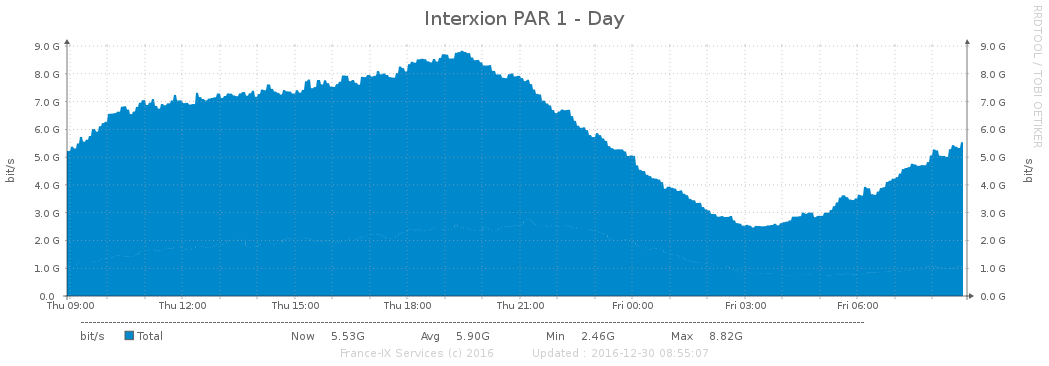 Interxion PAR 1 - Day
RRDTOOL / TOBI OETIKER
bit/s
9.0 G 9.0 G
8.0 G 8.0 G
7.0 G 7.0 G
6.0 G 6.0 G
5.0 G 5.0 G
4.0 G 4.0 G
3.0 G 3.0 G
2.0 G 2.0 G
1.0 G 1.0 G
0.0 0.0 G
bit/s
Thu 09:00 Thu 12:00 Thu 15:00 Thu 18:00 Thu 21:00 Fri 00:00 Fri 03:00 Fri 06:00
bit/s Total Now 5.53G Avg 5.90G Min 2.46G Max 8.82G
France-IX Services (c) 2016 Updated : 2016-12-30 08:55:07